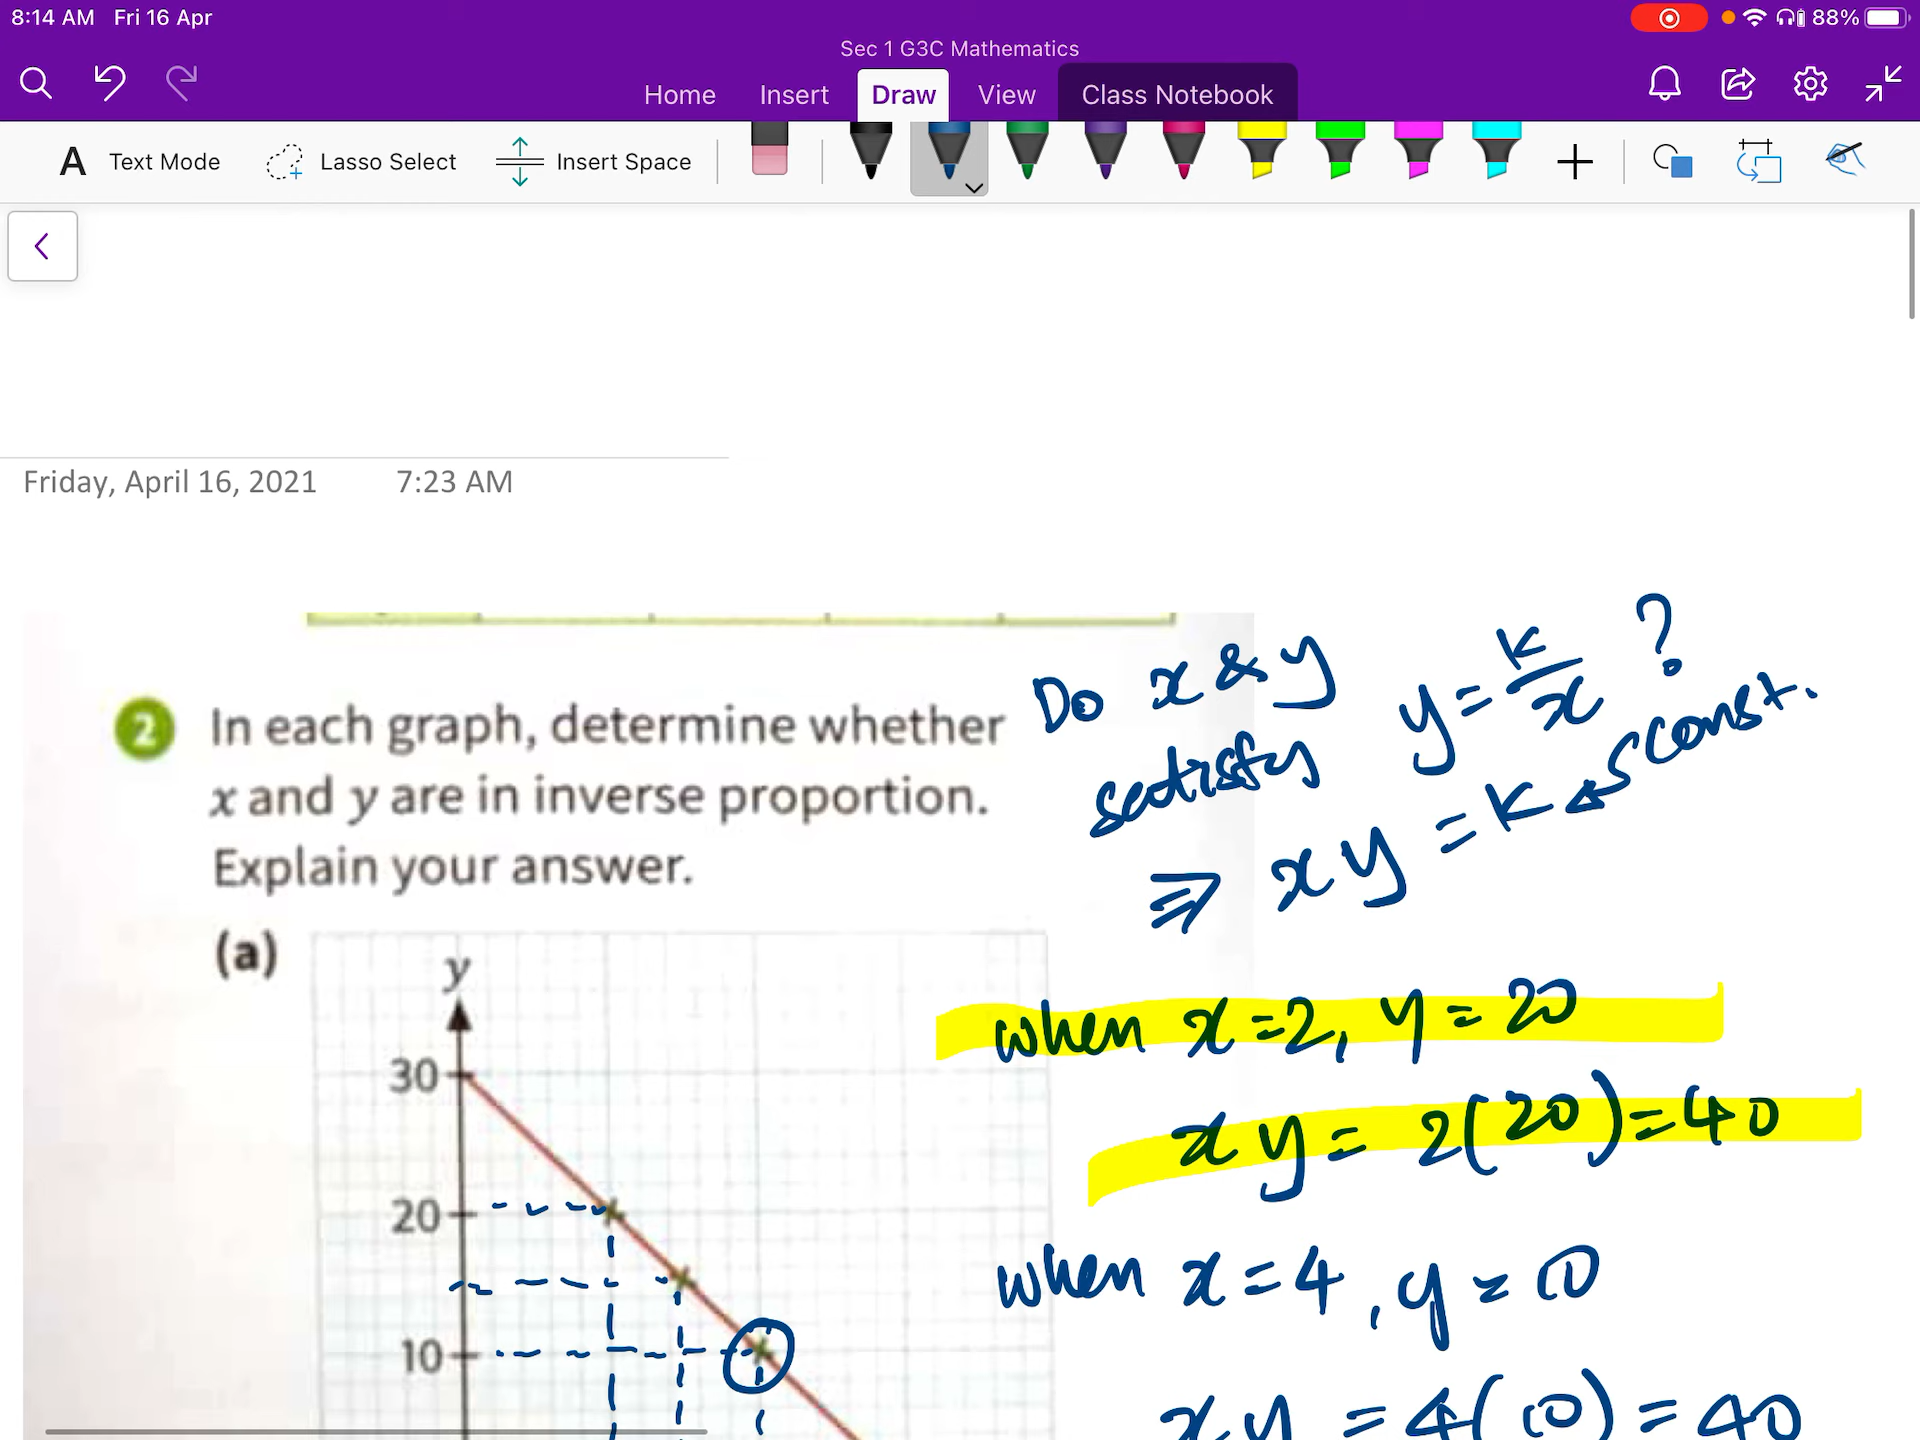 8:14 AM Fri 16 Apr
88%
Sec 1 G3C Mathematics
Home Insert Draw View Class Notebook
A Text Mode Lasso Select Insert Space
Friday, April 16, 2021 7:23 AM
2 In each graph, determine whether
x and y are in inverse proportion.
Explain your answer.
(a)
y
30
20
10
Do x & y
satisfy y = k/x ?
⇒ xy = k ← const.
when x=2, y=20
xy = 2(20)=40
when x=4, y=10
xy = 4(10)=40